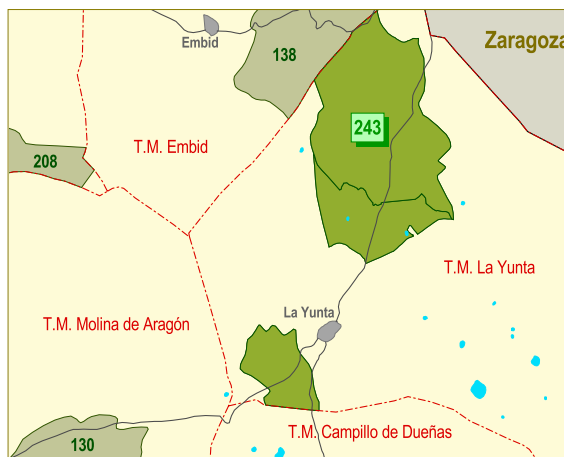 Embid
Zaragoza
138
243
T.M. Embid
208
T.M. La Yunta
La Yunta
T.M. Molina de Aragón
T.M. Campillo de Dueñas
130